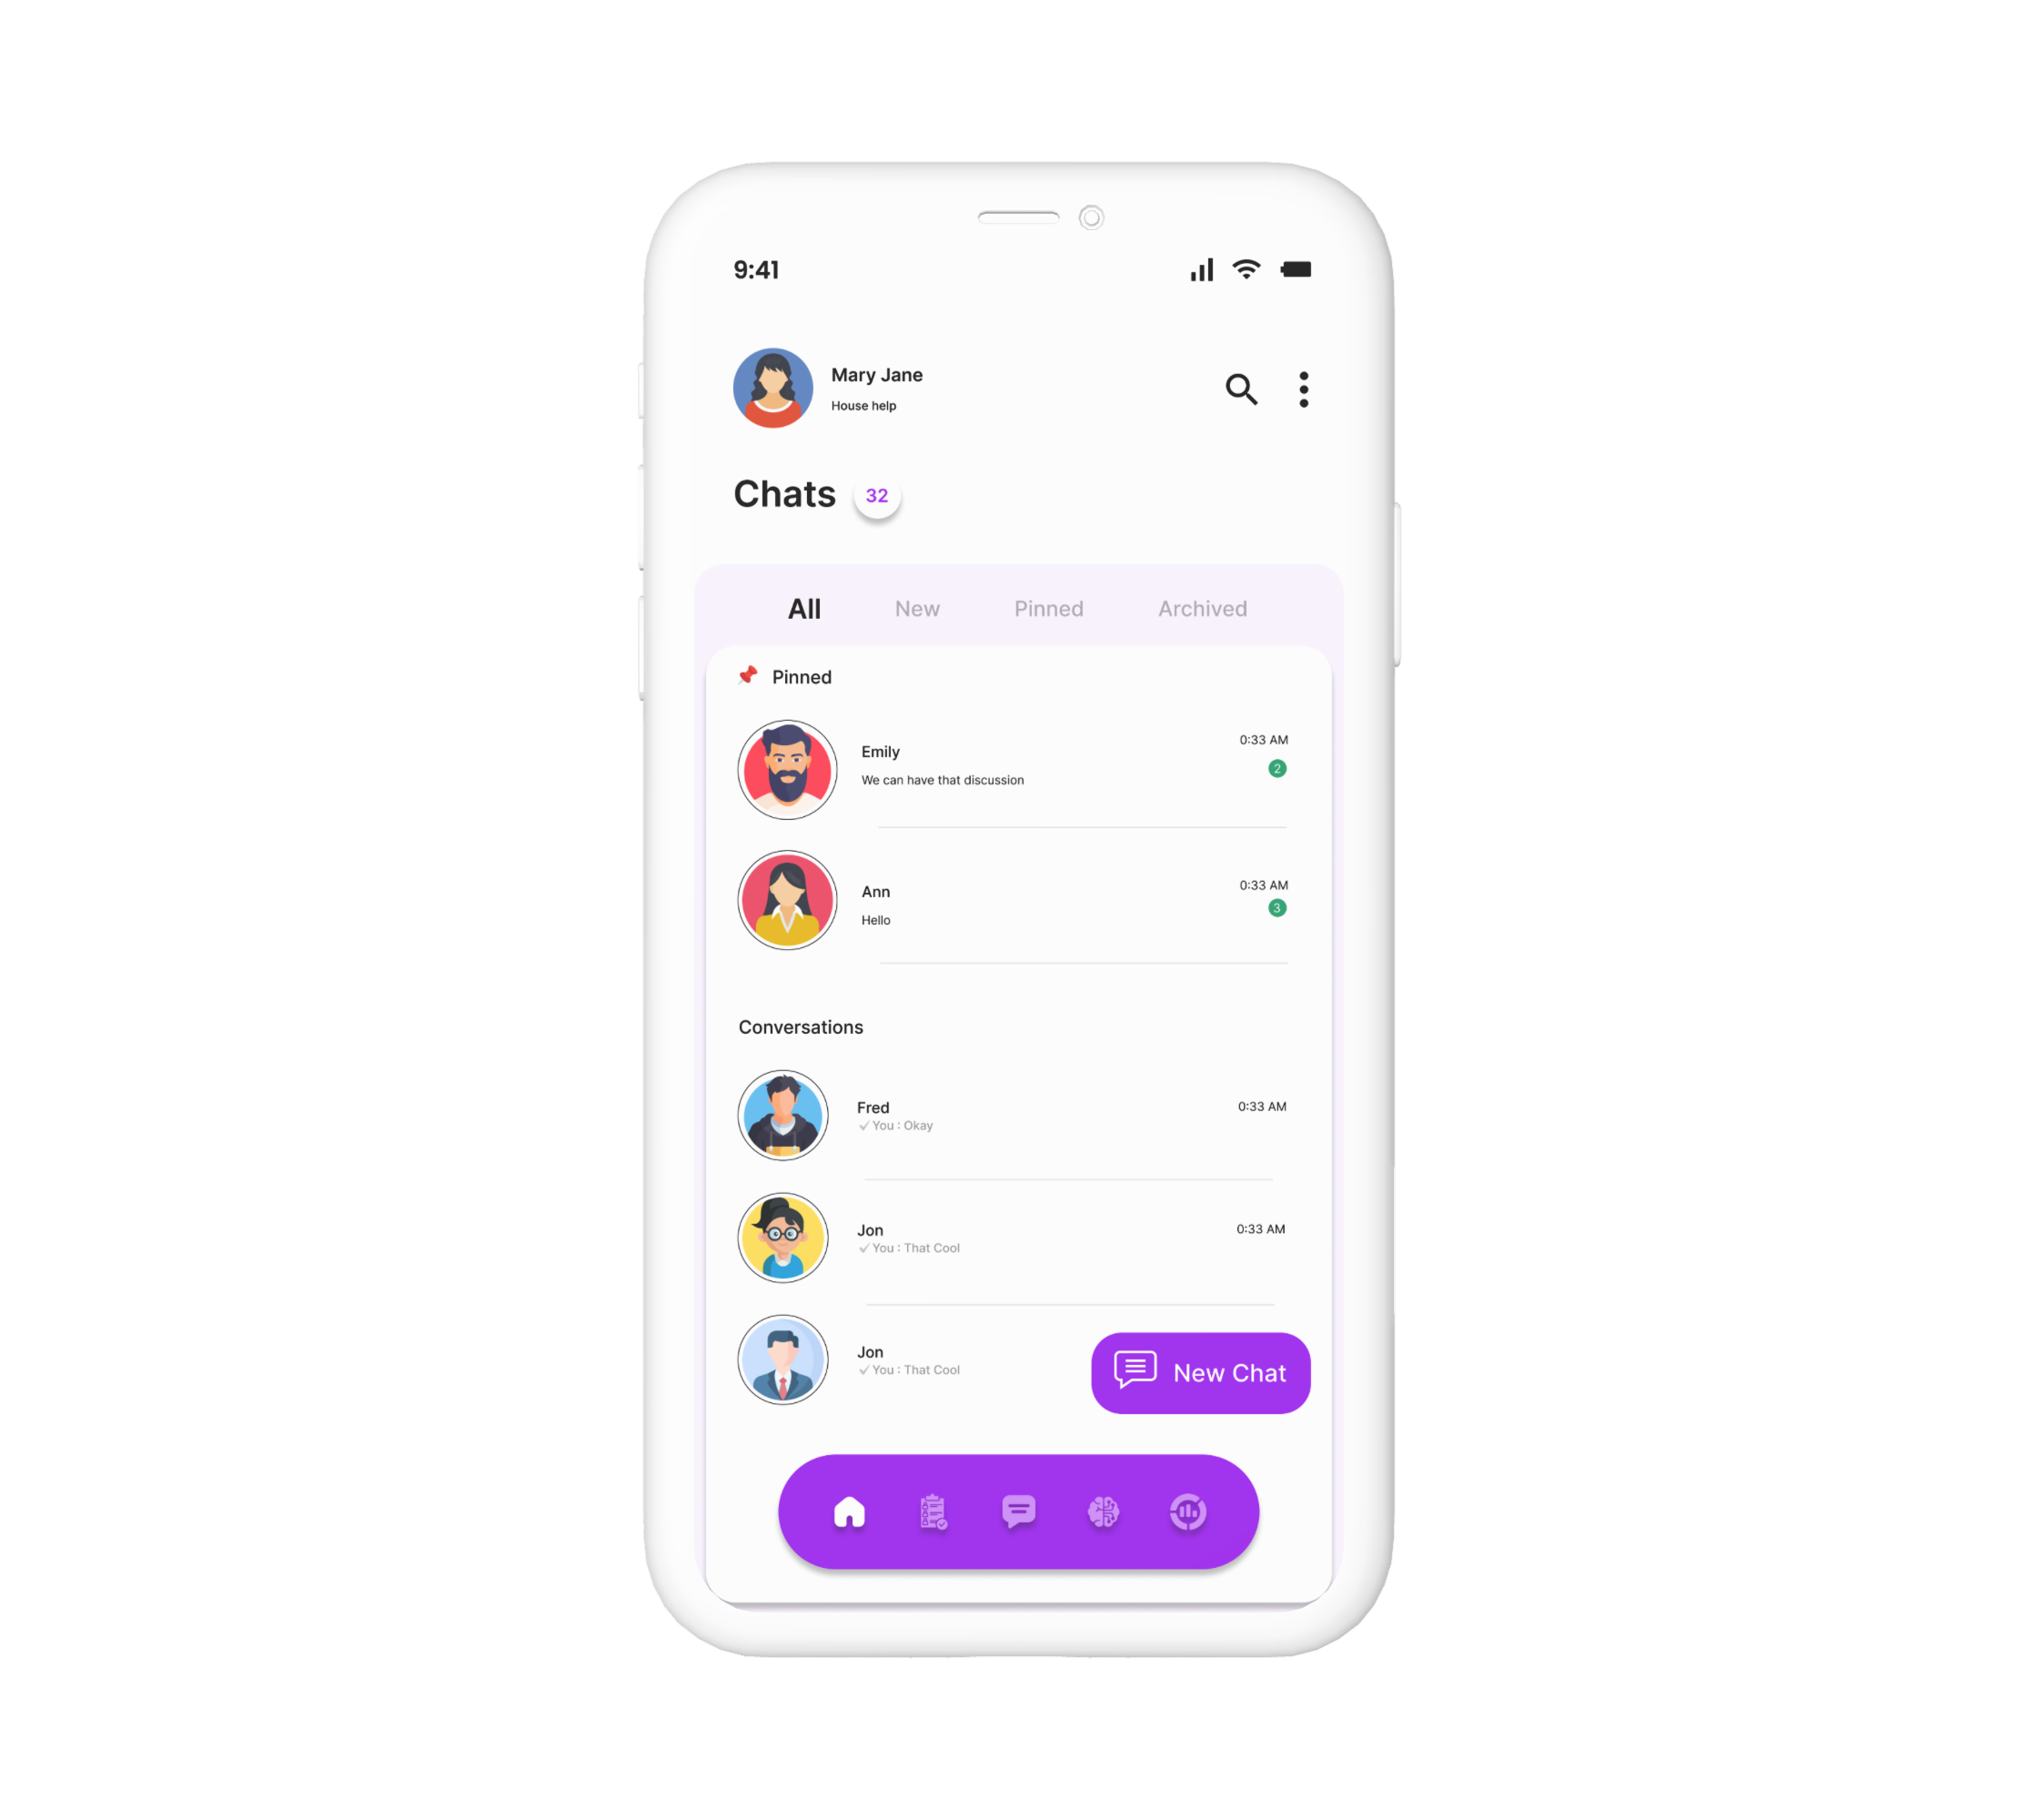 9:41
Mary Jane
House help
Chats 32
All New Pinned Archived
Pinned
Emily 0:33 AM
We can have that discussion 2
Ann 0:33 AM
Hello 3
Conversations
Fred 0:33 AM
You : Okay
Jon 0:33 AM
You : That Cool
Jon
You : That Cool
New Chat